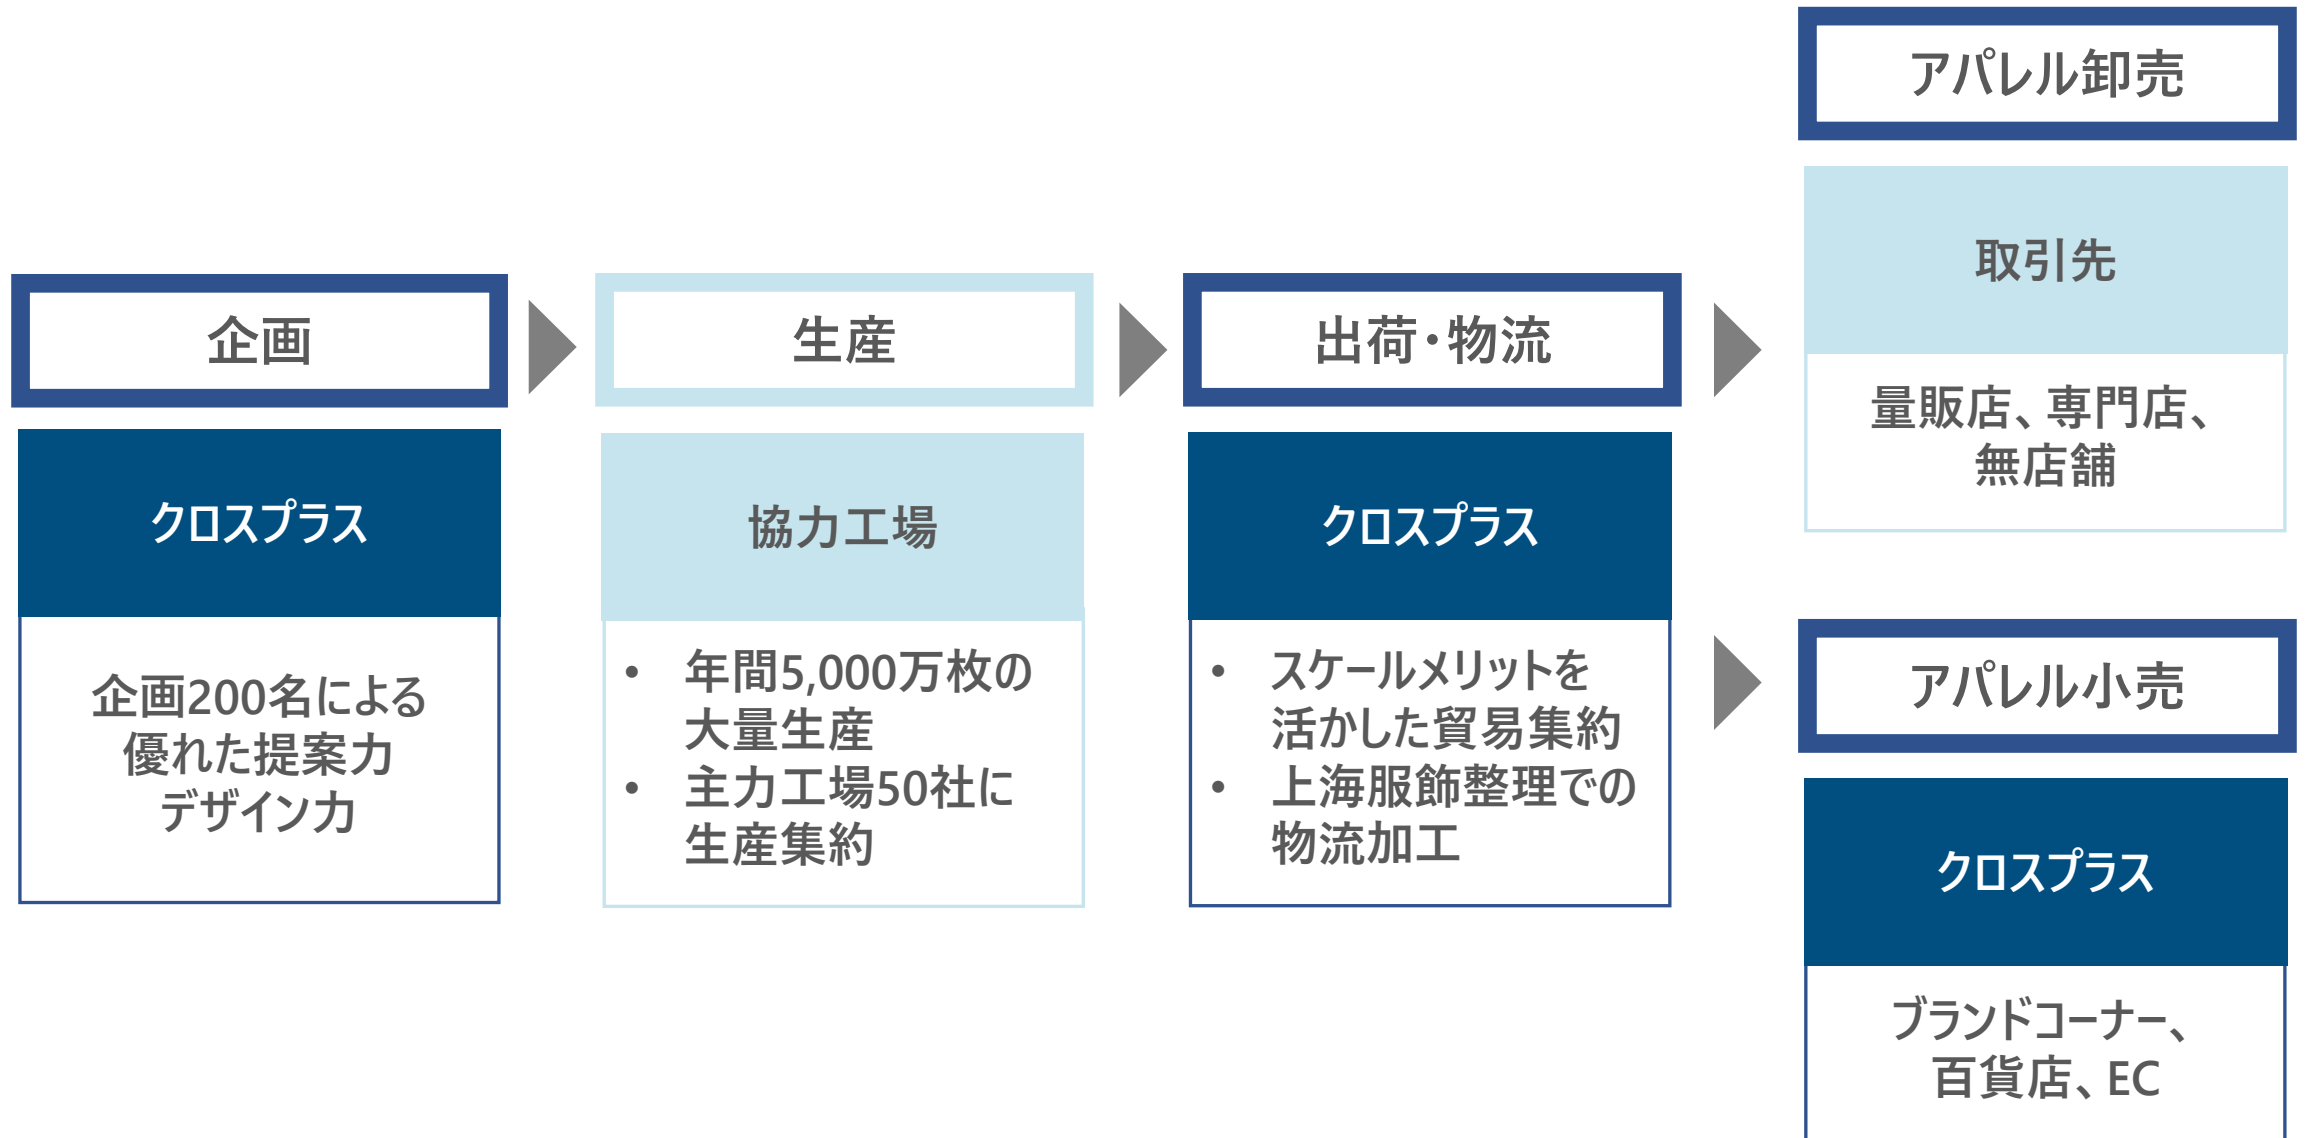 企画
クロスプラス
企画200名による
優れた提案力
デザイン力
生産
協力工場
• 年間5,000万枚の
大量生産
• 主力工場50社に
生産集約
出荷・物流
クロスプラス
• スケールメリットを
活かした貿易集約
• 上海服飾整理での
物流加工
アパレル卸売
取引先
量販店、専門店、
無店舗
アパレル小売
クロスプラス
ブランドコーナー、
百貨店、EC